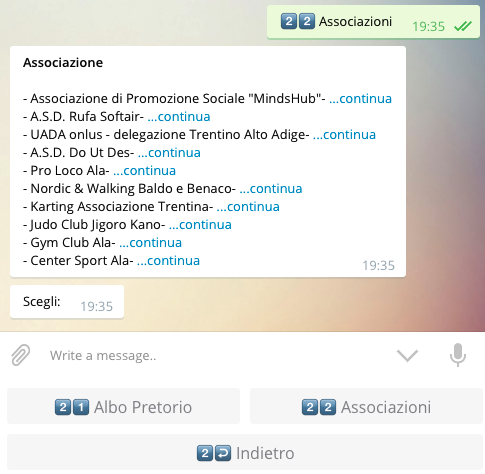 2️⃣2️⃣ Associazioni 19:35
Associazione
- Associazione di Promozione Sociale "MindsHub"- ...continua
- A.S.D. Rufa Softair- ...continua
- UADA onlus - delegazione Trentino Alto Adige- ...continua
- A.S.D. Do Ut Des- ...continua
- Pro Loco Ala- ...continua
- Nordic & Walking Baldo e Benaco- ...continua
- Karting Associazione Trentina- ...continua
- Judo Club Jigoro Kano- ...continua
- Gym Club Ala- ...continua
- Center Sport Ala- ...continua
19:35
Scegli: 19:35
Write a message..
2️⃣1️⃣ Albo Pretorio
2️⃣2️⃣ Associazioni
2️⃣↩️ Indietro